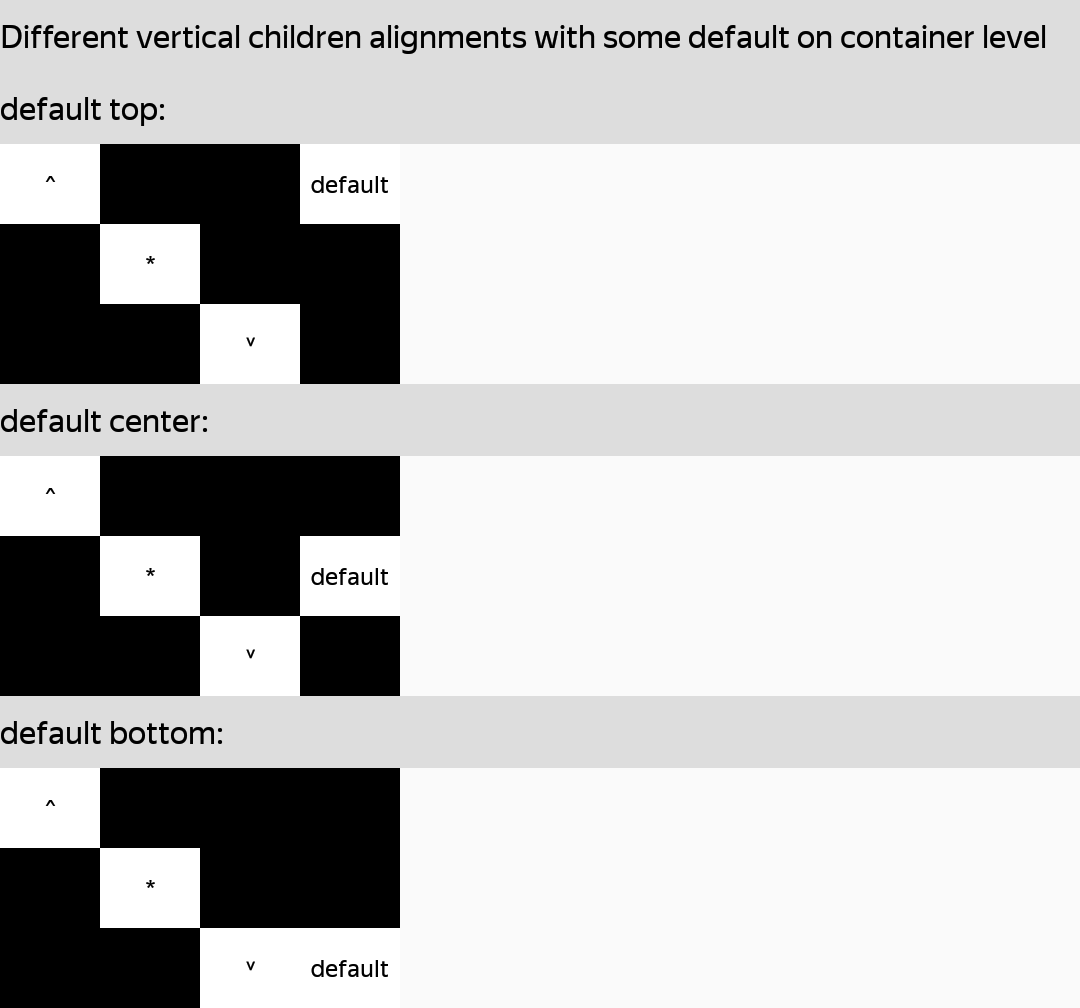 Different vertical children alignments with some default on container level
default top:
^ default
*
v
default center:
^
* default
v
default bottom:
^
*
v default